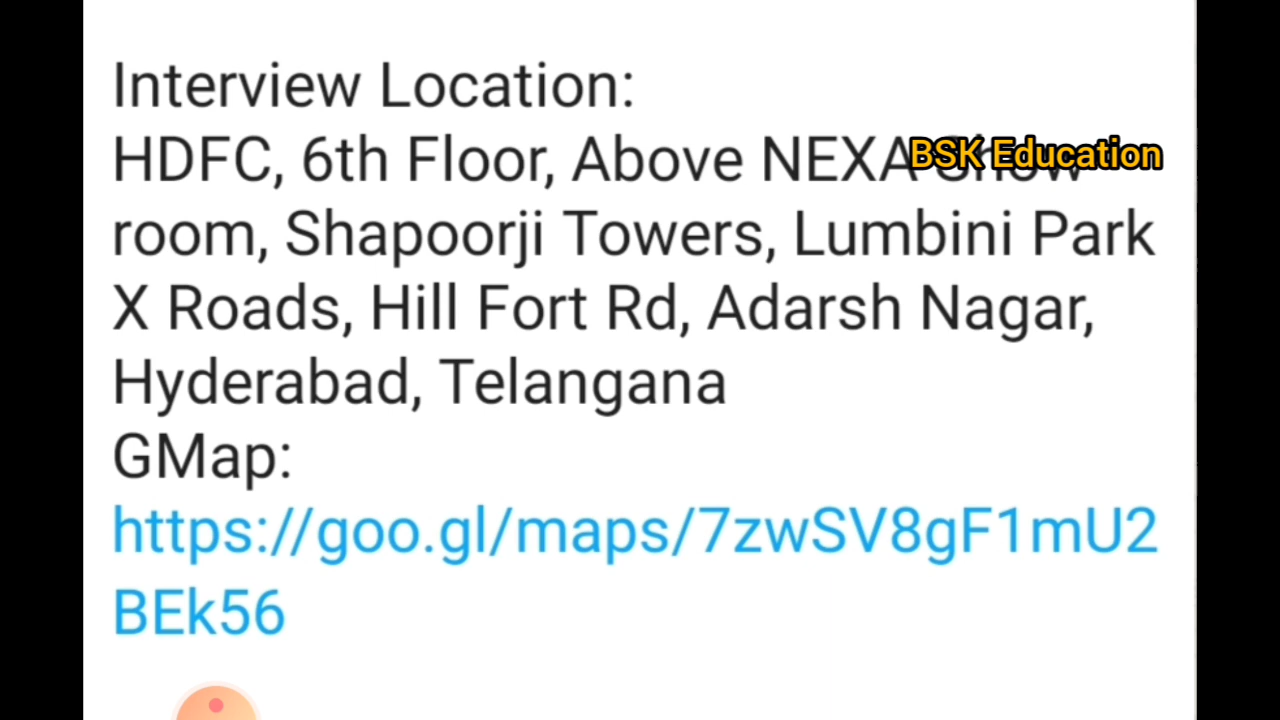 Interview Location:
HDFC, 6th Floor, Above NEXA Show
BSK Education
room, Shapoorji Towers, Lumbini Park
X Roads, Hill Fort Rd, Adarsh Nagar,
Hyderabad, Telangana
GMap:
https://goo.gl/maps/7zwSV8gF1mU2
BEk56